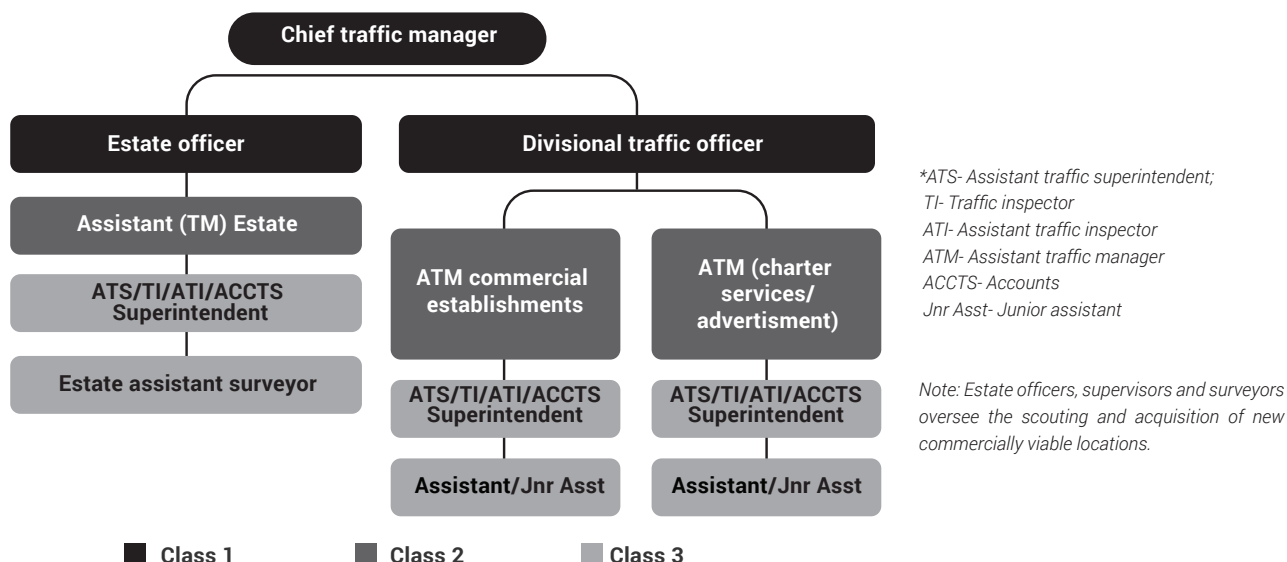 Chief traffic manager
Estate officer
Divisional traffic officer
Assistant (TM) Estate
ATS/TI/ATI/ACCTS
Superintendent
Estate assistant surveyor
ATM commercial
establishments
ATM (charter
services/
advertisment)
ATS/TI/ATI/ACCTS
Superintendent
ATS/TI/ATI/ACCTS
Superintendent
Assistant/Jnr Asst
Assistant/Jnr Asst
*ATS- Assistant traffic superintendent;
TI- Traffic inspector
ATI- Assistant traffic inspector
ATM- Assistant traffic manager
ACCTS- Accounts
Jnr Asst- Junior assistant
Note: Estate officers, supervisors and surveyors
oversee the scouting and acquisition of new
commercially viable locations.
Class 1
Class 2
Class 3